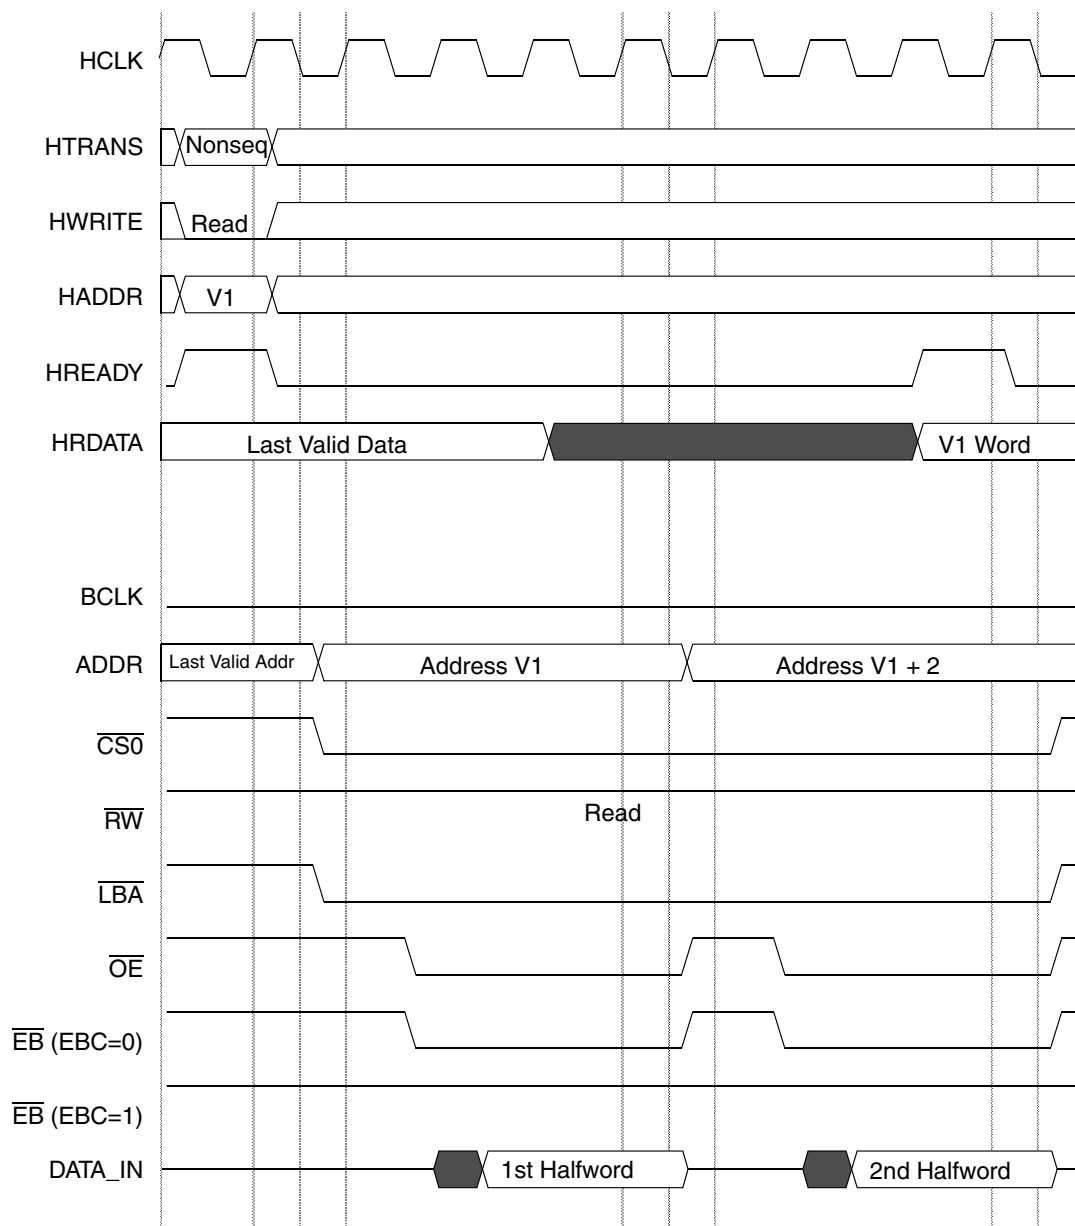 HCLK
HTRANS Nonseq
HWRITE Read
HADDR V1
HREADY
HRDATA Last Valid Data V1 Word
BCLK
ADDR Last Valid Addr Address V1 Address V1 + 2
CS0
RW Read
LBA
OE
EB (EBC=0)
EB (EBC=1)
DATA_IN 1st Halfword 2nd Halfword